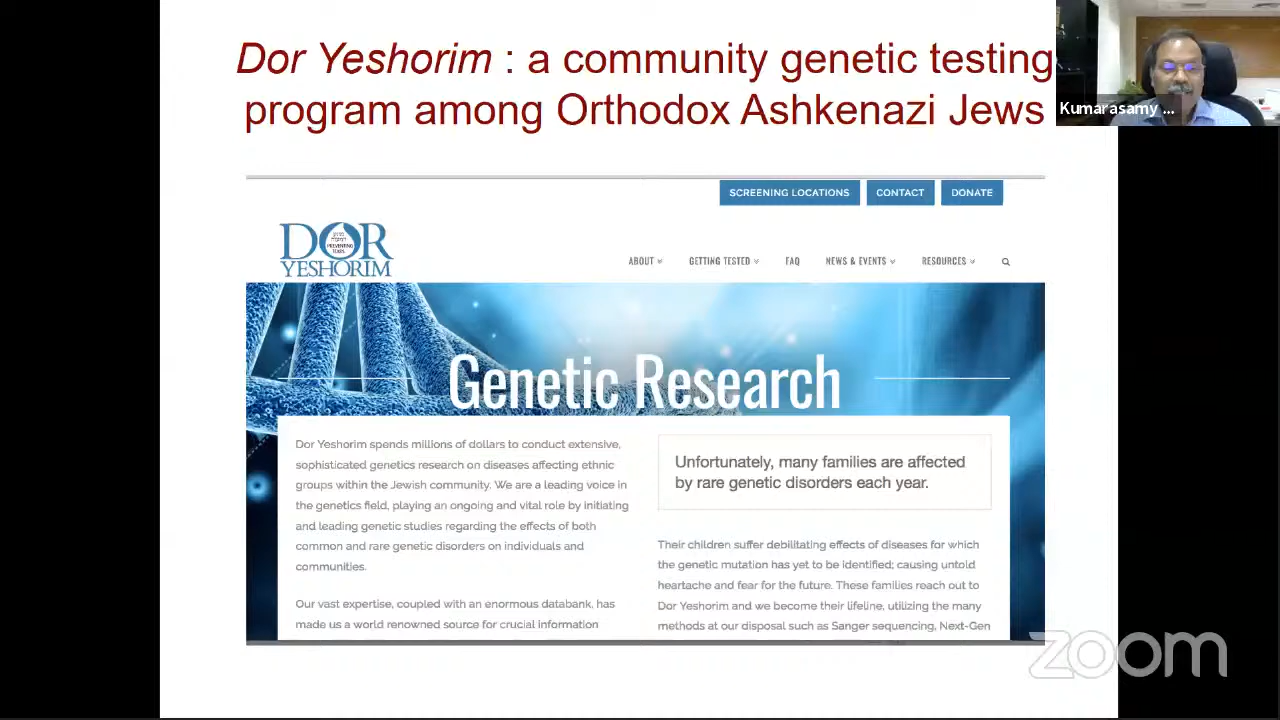 Dor Yeshorim : a community genetic testing
program among Orthodox Ashkenazi Jews
Kumarasamy ...
SCREENING LOCATIONS
CONTACT
DONATE
DOR
PREVENTING
YESHORIM
ABOUT
GETTING TESTED
FAQ
NEWS & EVENTS
RESOURCES
Genetic Research
Dor Yeshorim spends millions of dollars to conduct extensive,
sophisticated genetics research on diseases affecting ethnic
groups within the Jewish community. We are a leading voice in
the genetics field, playing an ongoing and vital role by initiating
and leading genetic studies regarding the effects of both
common and rare genetic disorders on individuals and
communities.
Our vast expertise, coupled with an enormous databank, has
made us a world renowned source for crucial information
Unfortunately, many families are affected
by rare genetic disorders each year.
Their children suffer debilitating effects of diseases for which
the genetic mutation has yet to be identified; causing untold
heartache and fear for the future. These families reach out to
Dor Yeshorim and we become their lifeline, utilizing the many
methods at our disposal such as Sanger sequencing, Next-Gen
zoom